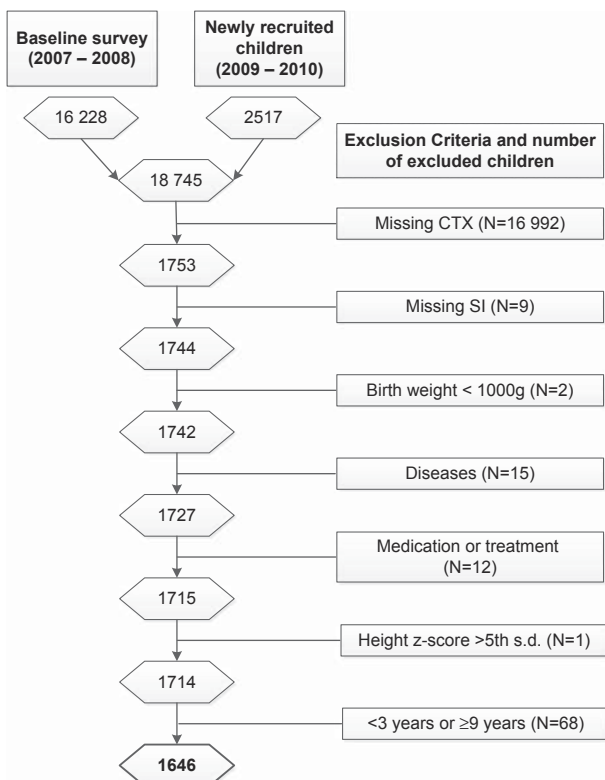 Baseline survey
(2007 – 2008)
Newly recruited
children
(2009 – 2010)
16 228
2517
Exclusion Criteria and number
of excluded children
18 745
Missing CTX (N=16 992)
1753
Missing SI (N=9)
1744
Birth weight < 1000g (N=2)
1742
Diseases (N=15)
1727
Medication or treatment
(N=12)
1715
Height z-score >5th s.d. (N=1)
1714
<3 years or ≥9 years (N=68)
1646